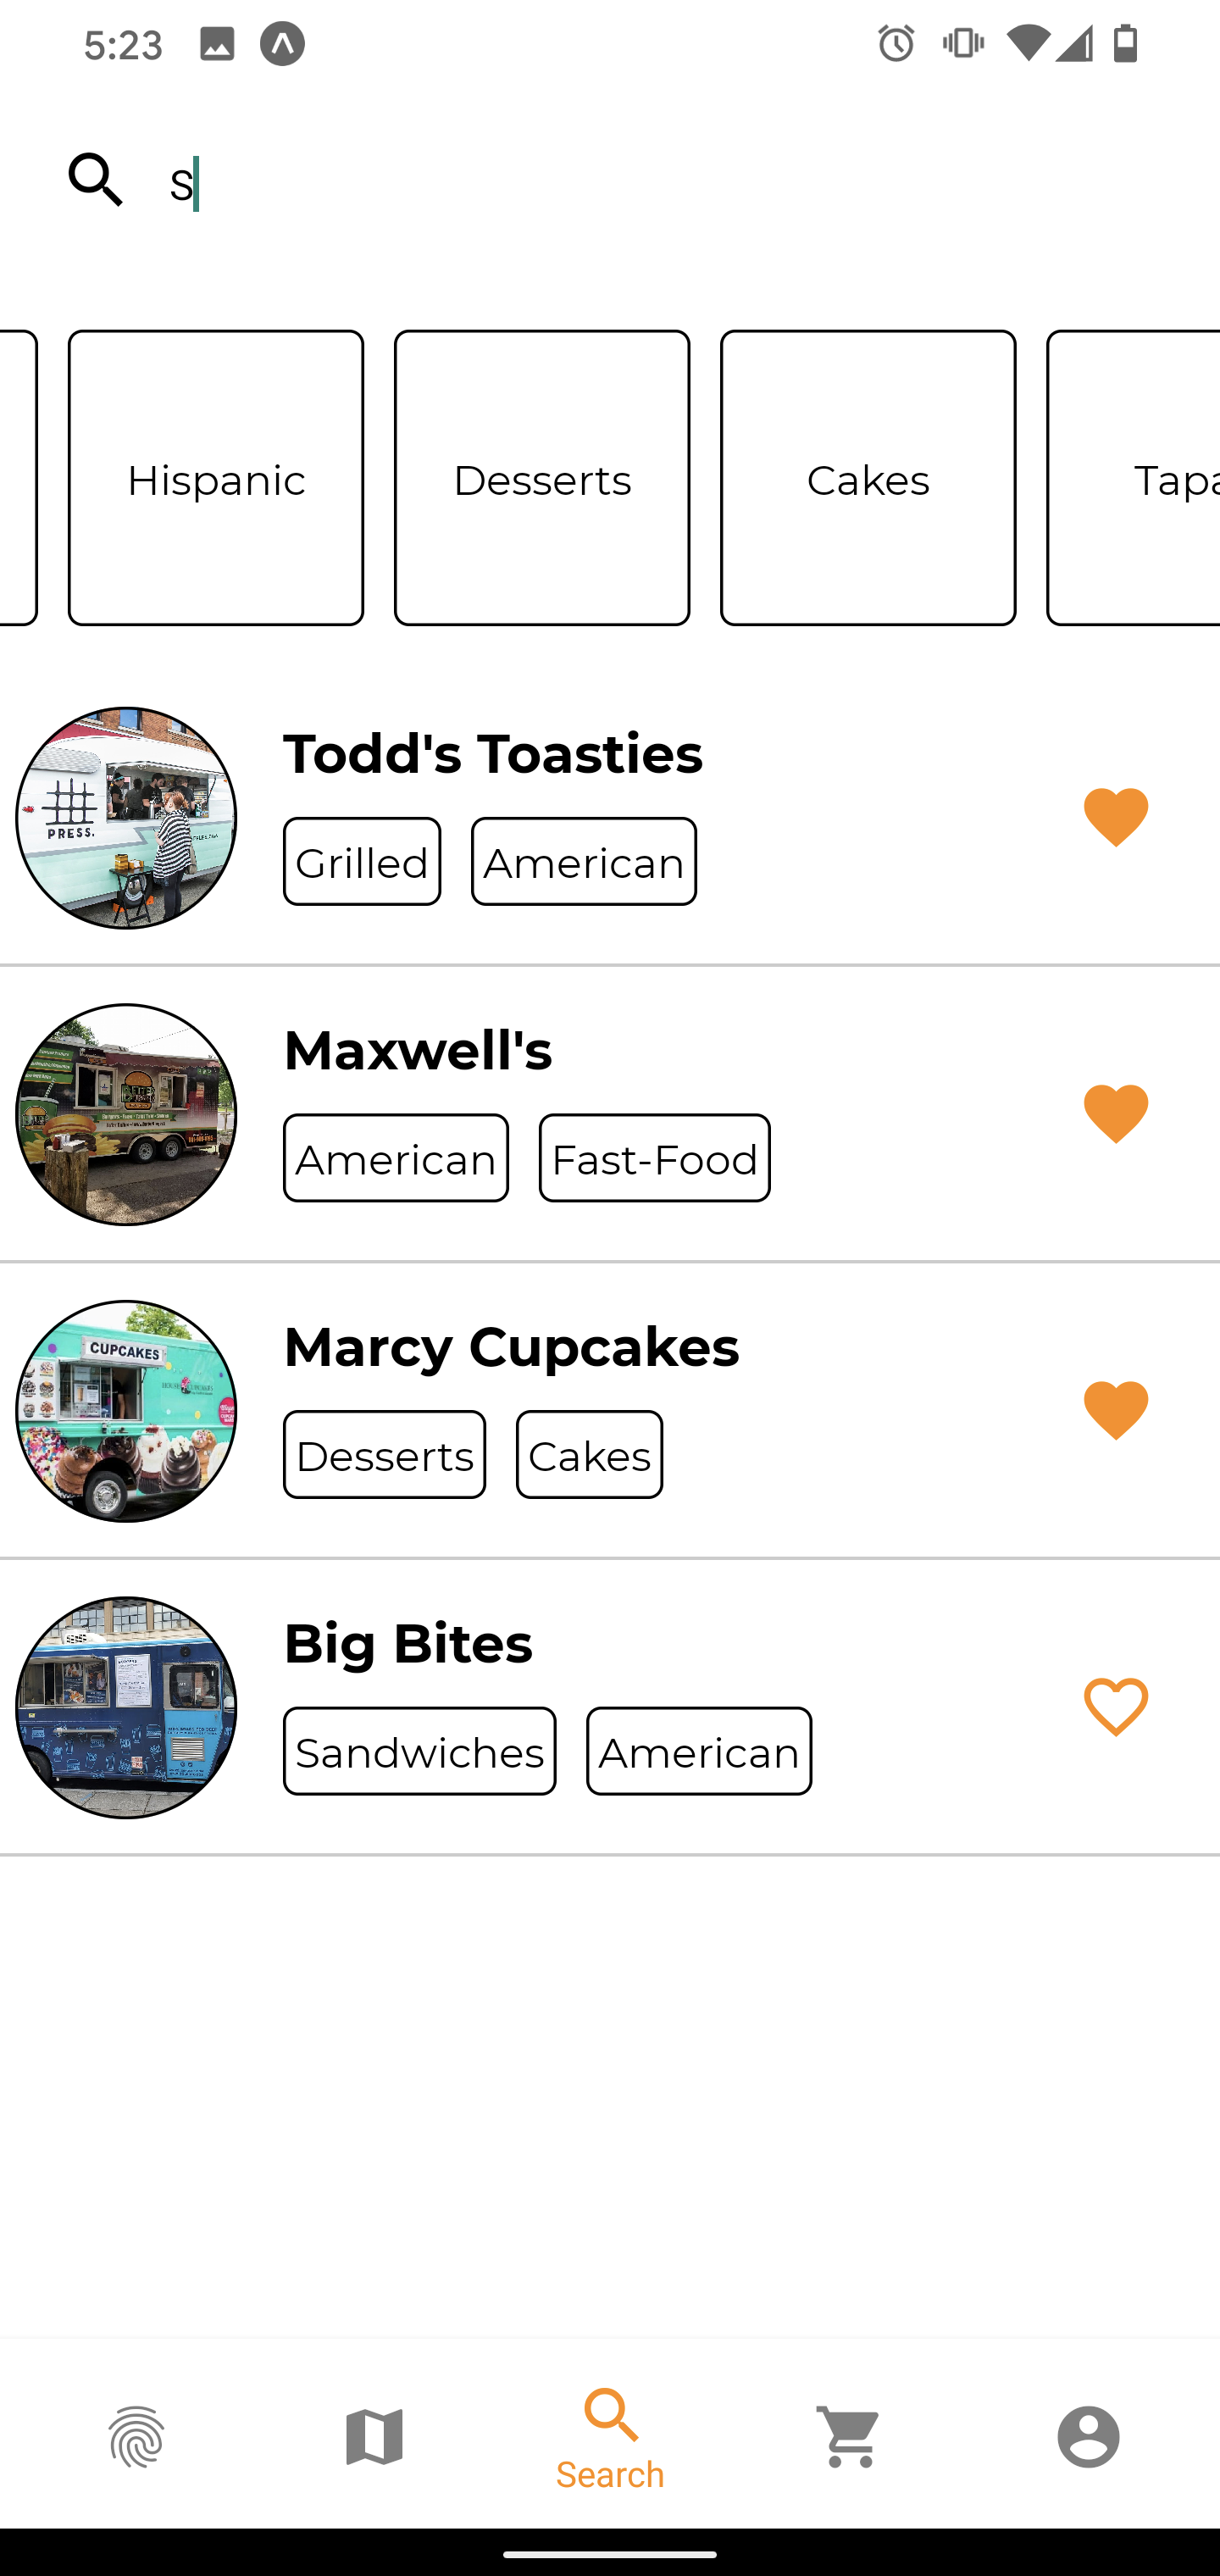 5:23
S
Hispanic Desserts Cakes Tapa
Todd's Toasties
PRESS.
Grilled American
Maxwell's
American Fast-Food
Marcy Cupcakes
CUPCAKES
Desserts Cakes
Big Bites
Sandwiches American
Search